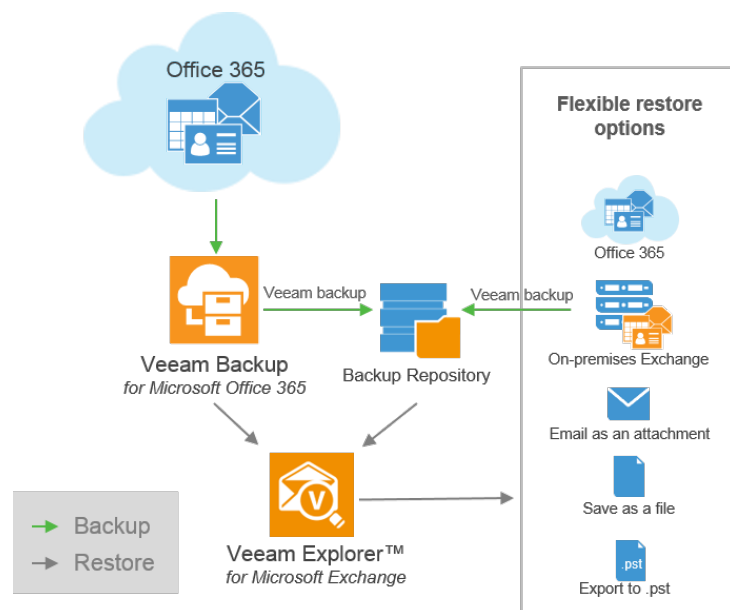 Office 365
Flexible restore
options
Office 365
Veeam backup
Veeam backup
On-premises Exchange
Veeam Backup
for Microsoft Office 365
Backup Repository
Email as an attachment
V
Save as a file
Veeam Explorer™
for Microsoft Exchange
.pst
Export to .pst
Backup
Restore